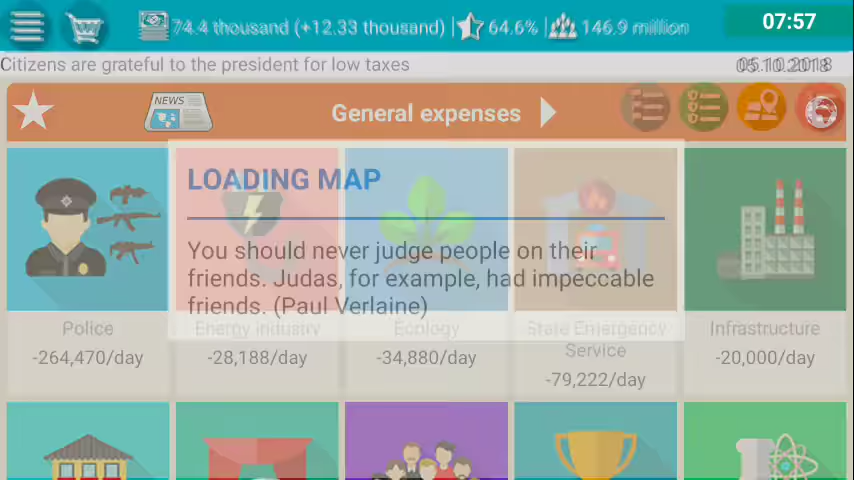 74.4 thousand (+12.33 thousand) | 64.6% | 146.9 million 07:57
Citizens are grateful to the president for low taxes 05.10.2018
NEWS General expenses
LOADING MAP
You should never judge people on their
friends. Judas, for example, had impeccable
friends. (Paul Verlaine)
Police Energy Industry Ecology State Emergency Infrastructure
Service
-264,470/day -28,188/day -34,880/day -20,000/day
-79,222/day